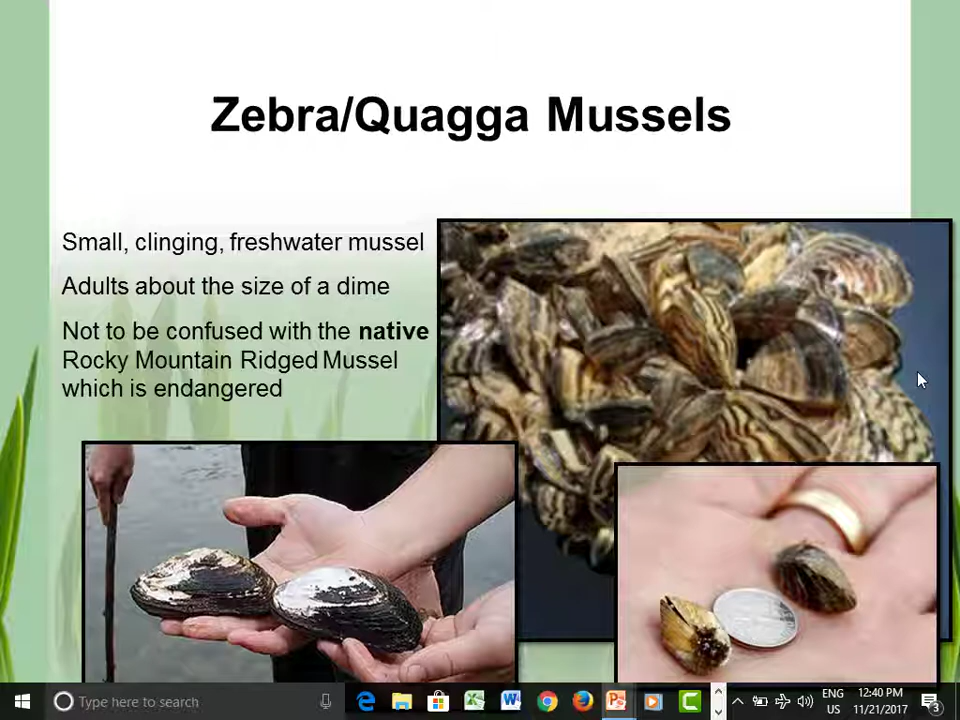 Zebra/Quagga Mussels
Small, clinging, freshwater mussel
Adults about the size of a dime
Not to be confused with the native
Rocky Mountain Ridged Mussel
which is endangered
Type here to search
ENG
US
12:40 PM
11/21/2017
3